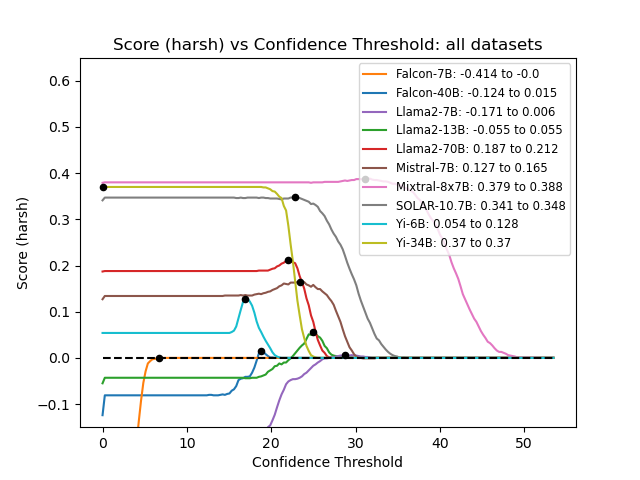 Score (harsh) vs Confidence Threshold: all datasets
Score (harsh)
0.6
0.5
0.4
0.3
0.2
0.1
0.0
−0.1
Falcon-7B: -0.414 to -0.0
Falcon-40B: -0.124 to 0.015
Llama2-7B: -0.171 to 0.006
Llama2-13B: -0.055 to 0.055
Llama2-70B: 0.187 to 0.212
Mistral-7B: 0.127 to 0.165
Mixtral-8x7B: 0.379 to 0.388
SOLAR-10.7B: 0.341 to 0.348
Yi-6B: 0.054 to 0.128
Yi-34B: 0.37 to 0.37
0 10 20 30 40 50
Confidence Threshold